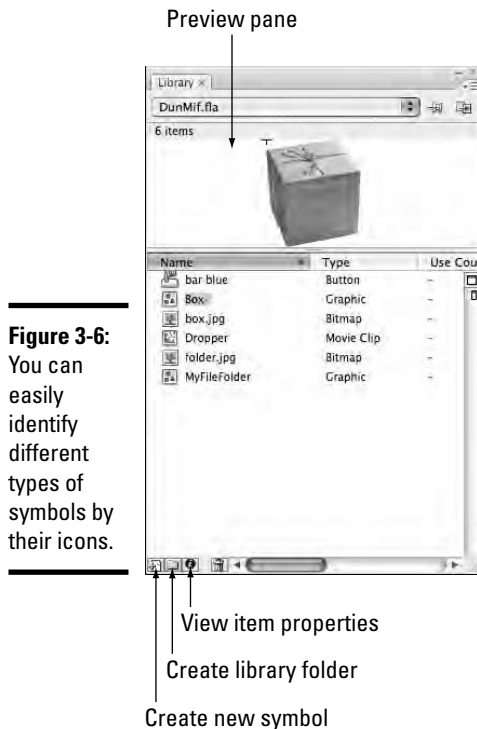 Preview pane
Library ×
DunMif.fla
6 items
Name Type Use Cou
bar blue Button -
Box Graphic -
box.jpg Bitmap -
Dropper Movie Clip -
folder.jpg Bitmap -
MyFileFolder Graphic -
Figure 3-6:
You can
easily
identify
different
types of
symbols by
their icons.
View item properties
Create library folder
Create new symbol